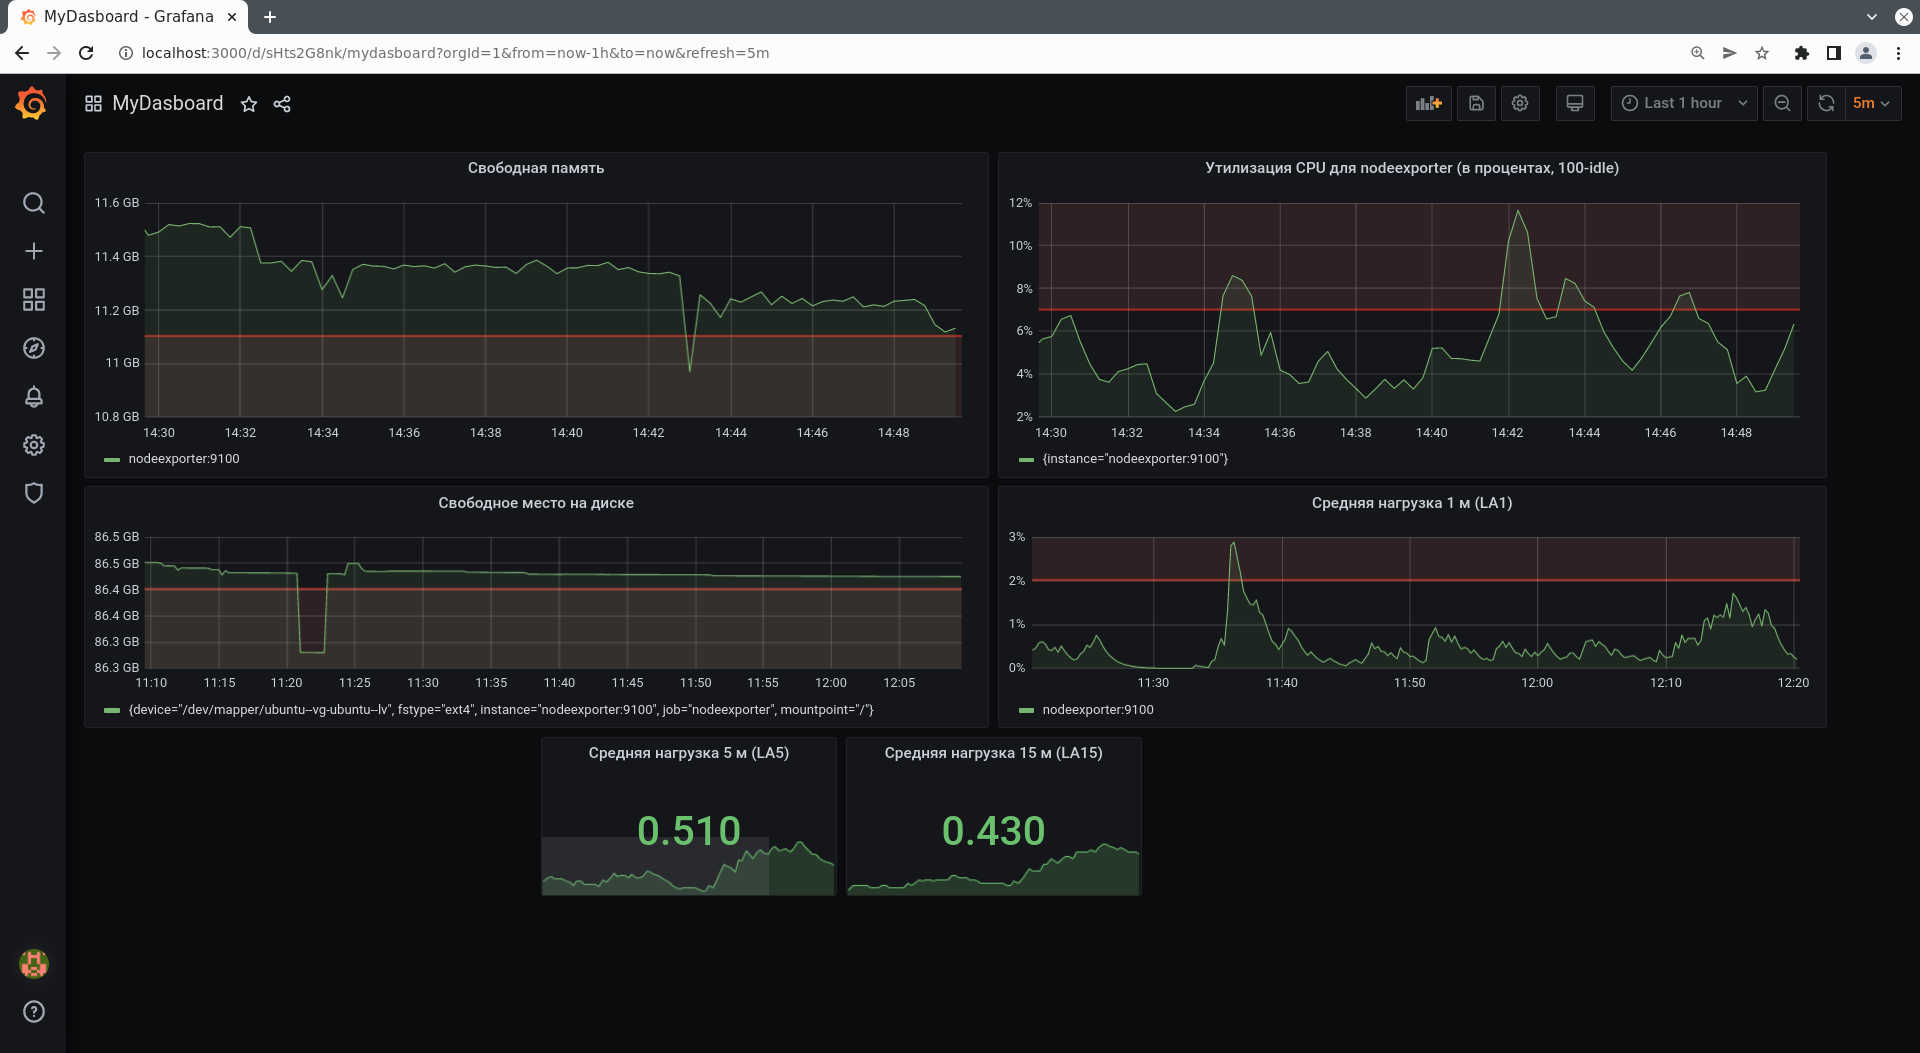 MyDasboard - Grafana
localhost:3000/d/sHts2G8nk/mydasboard?orgId=1&from=now-1h&to=now&refresh=5m
MyDasboard
Last 1 hour
5m
Свободная память
11.6 GB
11.4 GB
11.2 GB
11 GB
10.8 GB
14:30 14:32 14:34 14:36 14:38 14:40 14:42 14:44 14:46 14:48
nodeexporter:9100
Утилизация CPU для nodeexporter (в процентах, 100-idle)
12%
10%
8%
6%
4%
2%
14:30 14:32 14:34 14:36 14:38 14:40 14:42 14:44 14:46 14:48
{instance="nodeexporter:9100"}
Свободное место на диске
86.5 GB
86.5 GB
86.4 GB
86.4 GB
86.3 GB
86.3 GB
11:10 11:15 11:20 11:25 11:30 11:35 11:40 11:45 11:50 11:55 12:00 12:05
{device="/dev/mapper/ubuntu--vg-ubuntu--lv", fstype="ext4", instance="nodeexporter:9100", job="nodeexporter", mountpoint="/"}
Средняя нагрузка 1 м (LA1)
3%
2%
1%
0%
11:30 11:40 11:50 12:00 12:10 12:20
nodeexporter:9100
Средняя нагрузка 5 м (LA5)
0.510
Средняя нагрузка 15 м (LA15)
0.430